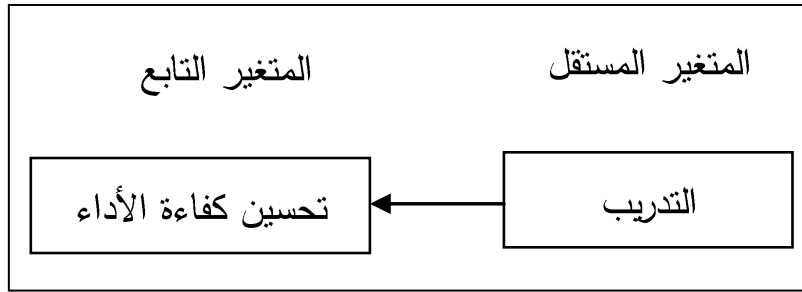 المتغير المستقل
المتغير التابع
التدريب
تحسين كفاءة الأداء